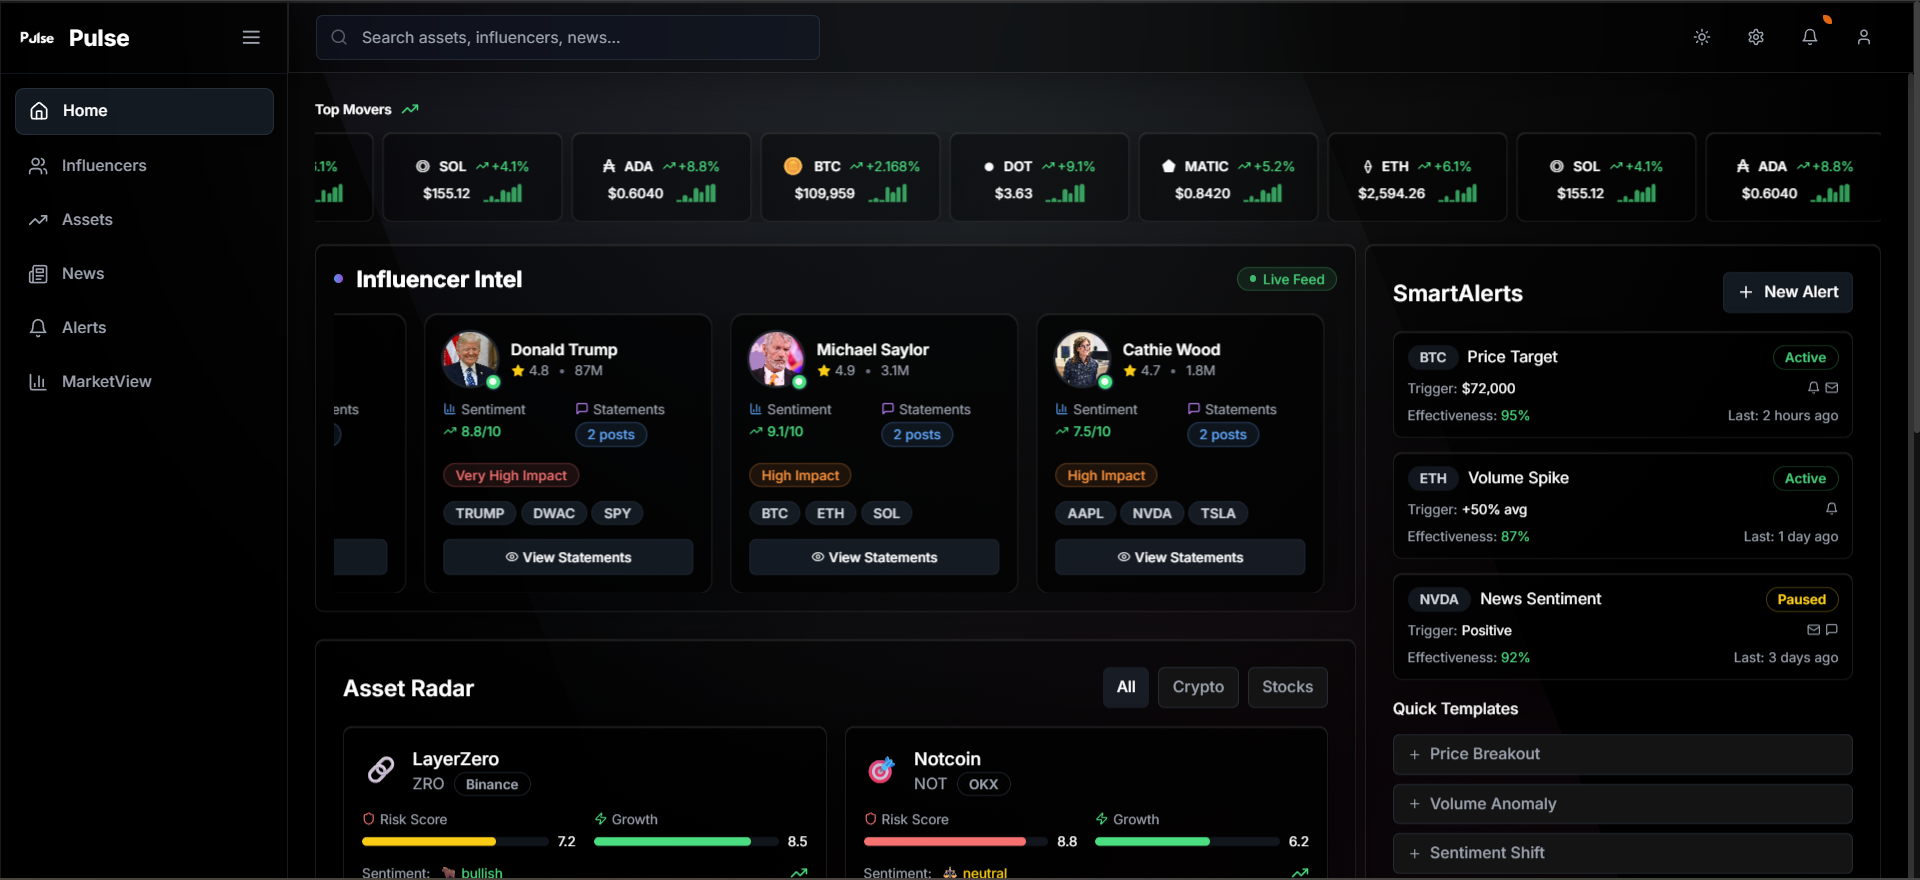 Pulse Pulse
Search assets, influencers, news...
Home
Influencers
Assets
News
Alerts
MarketView
Top Movers
.1%
SOL +4.1%
$155.12
ADA +8.8%
$0.6040
BTC +2.168%
$109,959
DOT +9.1%
$3.63
MATIC +5.2%
$0.8420
ETH +6.1%
$2,594.26
SOL +4.1%
$155.12
ADA +8.8%
$0.6040
Influencer Intel
Live Feed
ents
Donald Trump
4.8 • 87M
Sentiment Statements
8.8/10 2 posts
Very High Impact
TRUMP DWAC SPY
View Statements
Michael Saylor
4.9 • 3.1M
Sentiment Statements
9.1/10 2 posts
High Impact
BTC ETH SOL
View Statements
Cathie Wood
4.7 • 1.8M
Sentiment Statements
7.5/10 2 posts
High Impact
AAPL NVDA TSLA
View Statements
Asset Radar
All Crypto Stocks
LayerZero
ZRO Binance
Risk Score Growth
7.2 8.5
Sentiment: bullish
Notcoin
NOT OKX
Risk Score Growth
8.8 6.2
Sentiment: neutral
SmartAlerts
+ New Alert
BTC Price Target Active
Trigger: $72,000
Effectiveness: 95% Last: 2 hours ago
ETH Volume Spike Active
Trigger: +50% avg
Effectiveness: 87% Last: 1 day ago
NVDA News Sentiment Paused
Trigger: Positive
Effectiveness: 92% Last: 3 days ago
Quick Templates
+ Price Breakout
+ Volume Anomaly
+ Sentiment Shift